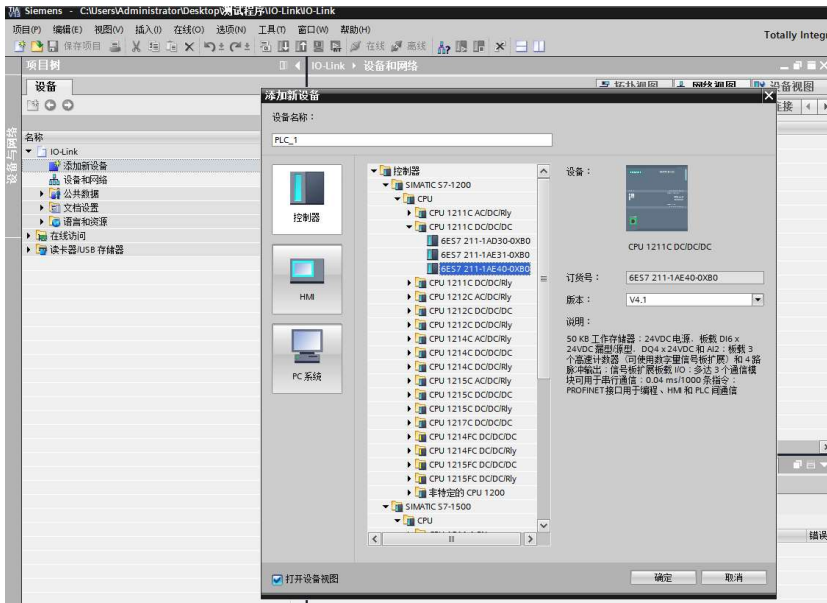 Siemens - C:\Users\Administrator\Desktop\测试程序\IO-Link\IO-Link
项目(P) 编辑(E) 视图(V) 插入(I) 在线(O) 选项(N) 工具(T) 窗口(W) 帮助(H)
Totally Integr
保存项目
在线
离线
项目树
IO-Link
设备和网络
设备
拓扑视图
网络视图
设备视图
连接
设备与网络
名称
IO-Link
添加新设备
设备和网络
公共数据
文档设置
语言和资源
在线访问
读卡器/USB 存储器
添加新设备
设备名称：
PLC_1
控制器
HMI
PC 系统
控制器
SIMATIC S7-1200
CPU
CPU 1211C AC/DC/Rly
CPU 1211C DC/DC/DC
6ES7 211-1AD30-0XB0
6ES7 211-1AE31-0XB0
6ES7 211-1AE40-0XB0
CPU 1211C DC/DC/Rly
CPU 1212C AC/DC/Rly
CPU 1212C DC/DC/DC
CPU 1212C DC/DC/Rly
CPU 1214C AC/DC/Rly
CPU 1214C DC/DC/DC
CPU 1214C DC/DC/Rly
CPU 1215C AC/DC/Rly
CPU 1215C DC/DC/DC
CPU 1215C DC/DC/Rly
CPU 1217C DC/DC/DC
CPU 1214FC DC/DC/DC
CPU 1214FC DC/DC/Rly
CPU 1215FC DC/DC/DC
CPU 1215FC DC/DC/Rly
非特定的 CPU 1200
SIMATIC S7-1500
CPU
设备：
CPU 1211C DC/DC/DC
订货号：
6ES7 211-1AE40-0XB0
版本：
V4.1
说明：
50 KB 工作存储器；24VDC 电源，板载 DI6 x
24VDC 漏型/源型，DQ4 x 24VDC 和 AI2；板载 3
个高速计数器（可使用数字量信号板扩展）和 4 路
脉冲输出；信号板扩展板载 I/O；多达 3 个通信模
块可用于串行通信；0.04 ms/1000 条指令；
PROFINET 接口用于编程、HMI 和 PLC 间通信
错误
打开设备视图
确定
取消